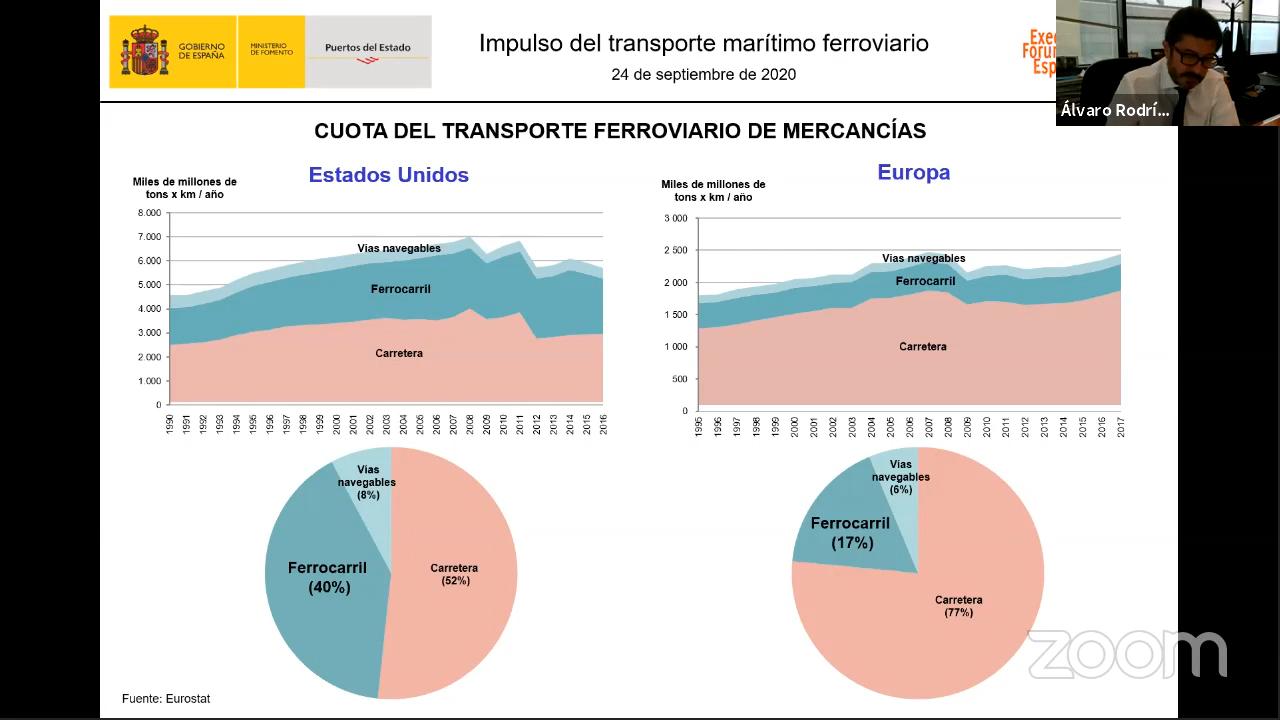 GOBIERNO
DE ESPAÑA
MINISTERIO
DE FOMENTO
Puertos del Estado
Impulso del transporte marítimo ferroviario
24 de septiembre de 2020
Álvaro Rodrí...
CUOTA DEL TRANSPORTE FERROVIARIO DE MERCANCÍAS
Estados Unidos
Miles de millones de
tons x km / año
8.000
7.000
6.000
5.000
4.000
3.000
2.000
1.000
0
Vias navegables
Ferrocarril
Carretera
1990
1991
1992
1993
1994
1995
1996
1997
1998
1999
2000
2001
2002
2003
2004
2005
2006
2007
2008
2009
2010
2011
2012
2013
2014
2015
2016
Europa
Miles de millones de
tons x km / año
3 000
2 500
2 000
1 500
1 000
500
0
Vias navegables
Ferrocarril
Carretera
1995
1996
1997
1998
1999
2000
2001
2002
2003
2004
2005
2006
2007
2008
2009
2010
2011
2012
2013
2014
2015
2016
2017
Vías
navegables
(8%)
Ferrocarril
(40%)
Carretera
(52%)
Vías
navegables
(6%)
Ferrocarril
(17%)
Carretera
(77%)
Fuente: Eurostat
zoom